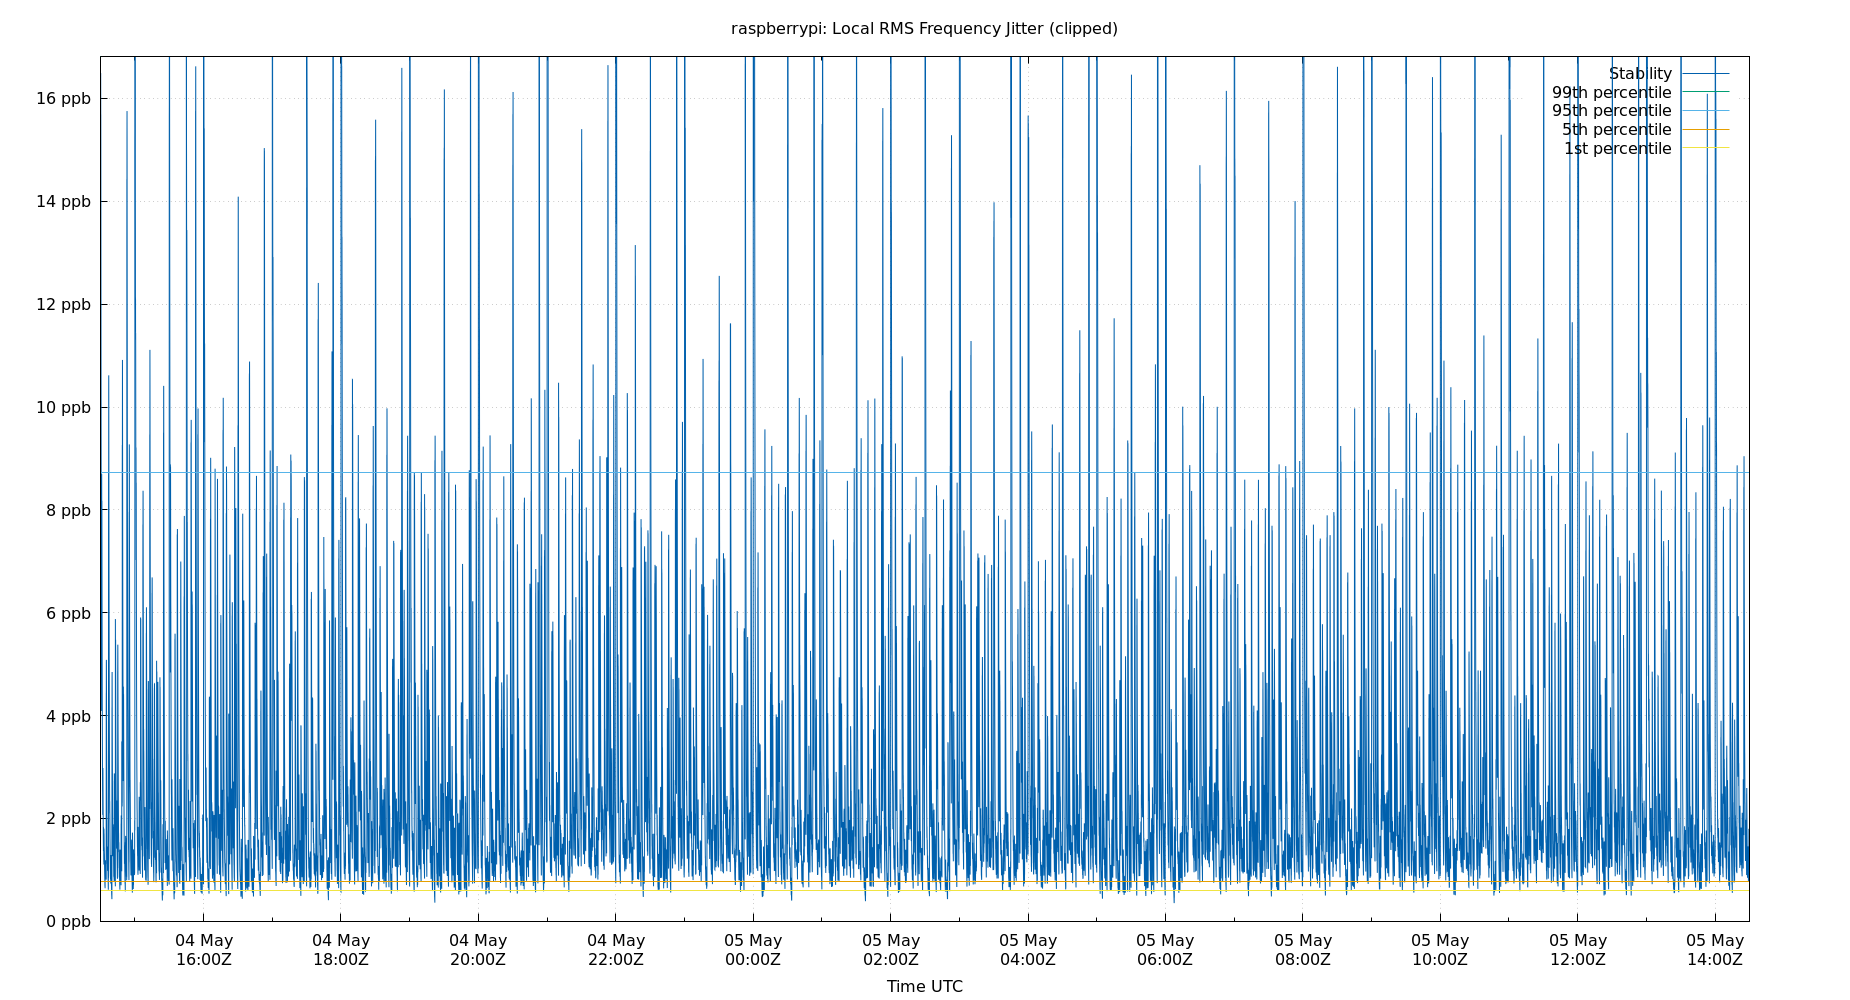 raspberrypi: Local RMS Frequency Jitter (clipped)
Stability
99th percentile
95th percentile
5th percentile
1st percentile
16 ppb
14 ppb
12 ppb
10 ppb
8 ppb
6 ppb
4 ppb
2 ppb
0 ppb
04 May 04 May 04 May 04 May 05 May 05 May 05 May 05 May 05 May 05 May 05 May 05 May
16:00Z 18:00Z 20:00Z 22:00Z 00:00Z 02:00Z 04:00Z 06:00Z 08:00Z 10:00Z 12:00Z 14:00Z
Time UTC